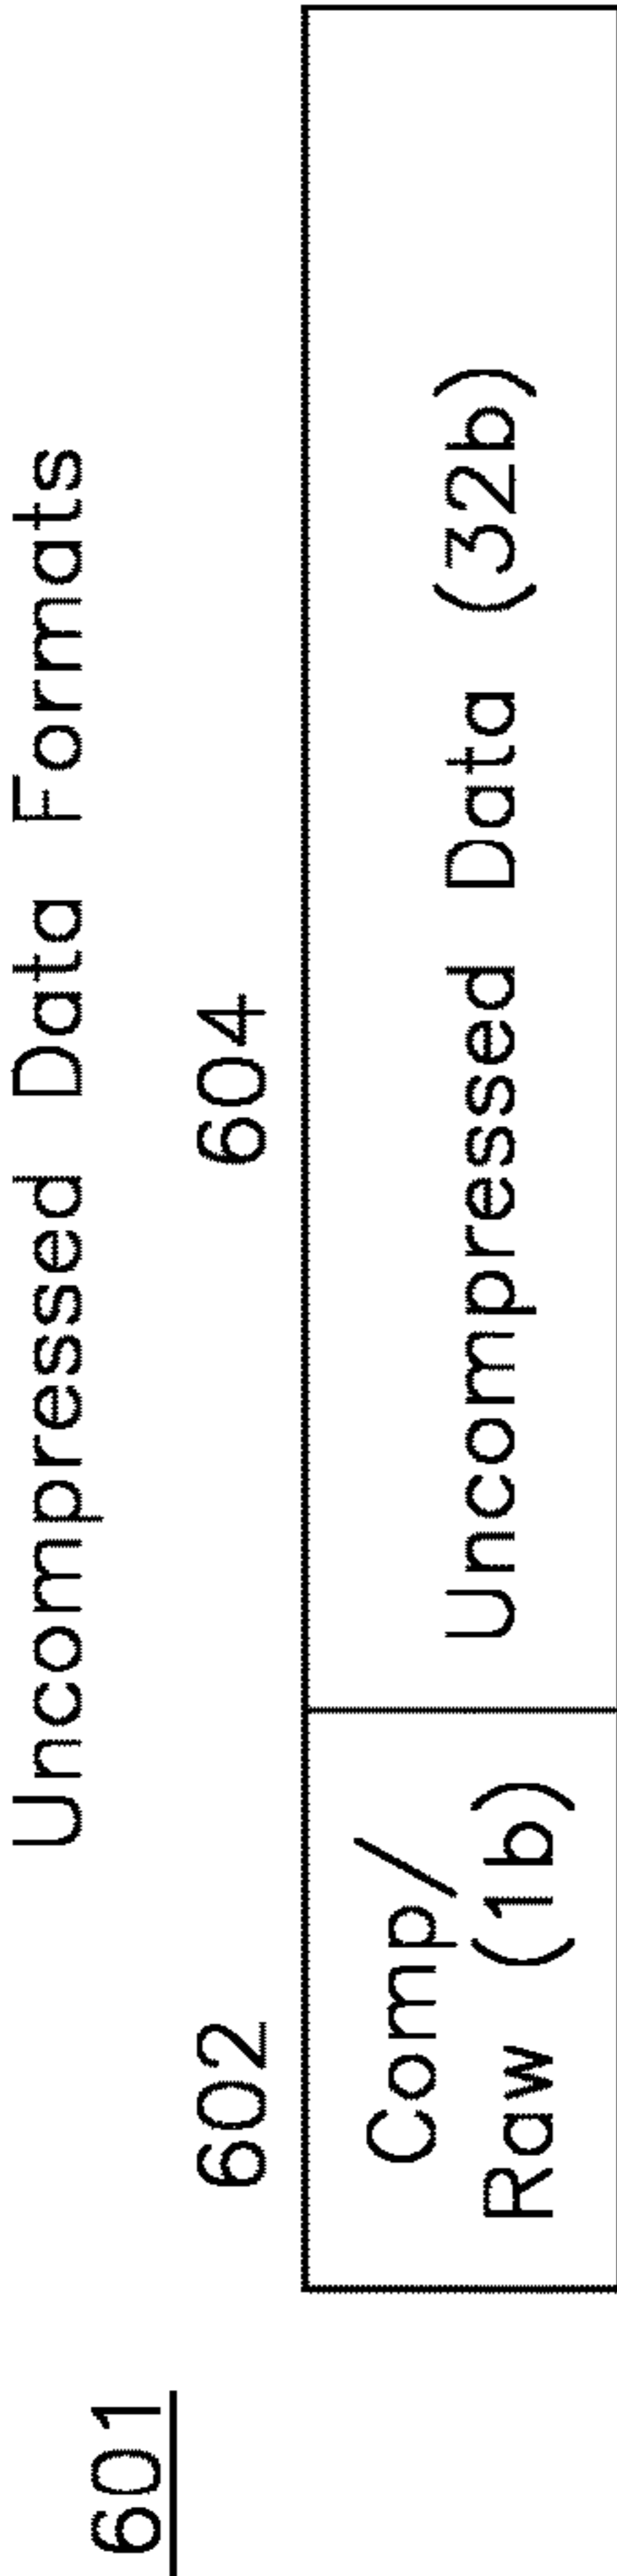 Uncompressed Data Formats
601
602 604
Comp/
Raw (1b)
Uncompressed Data (32b)